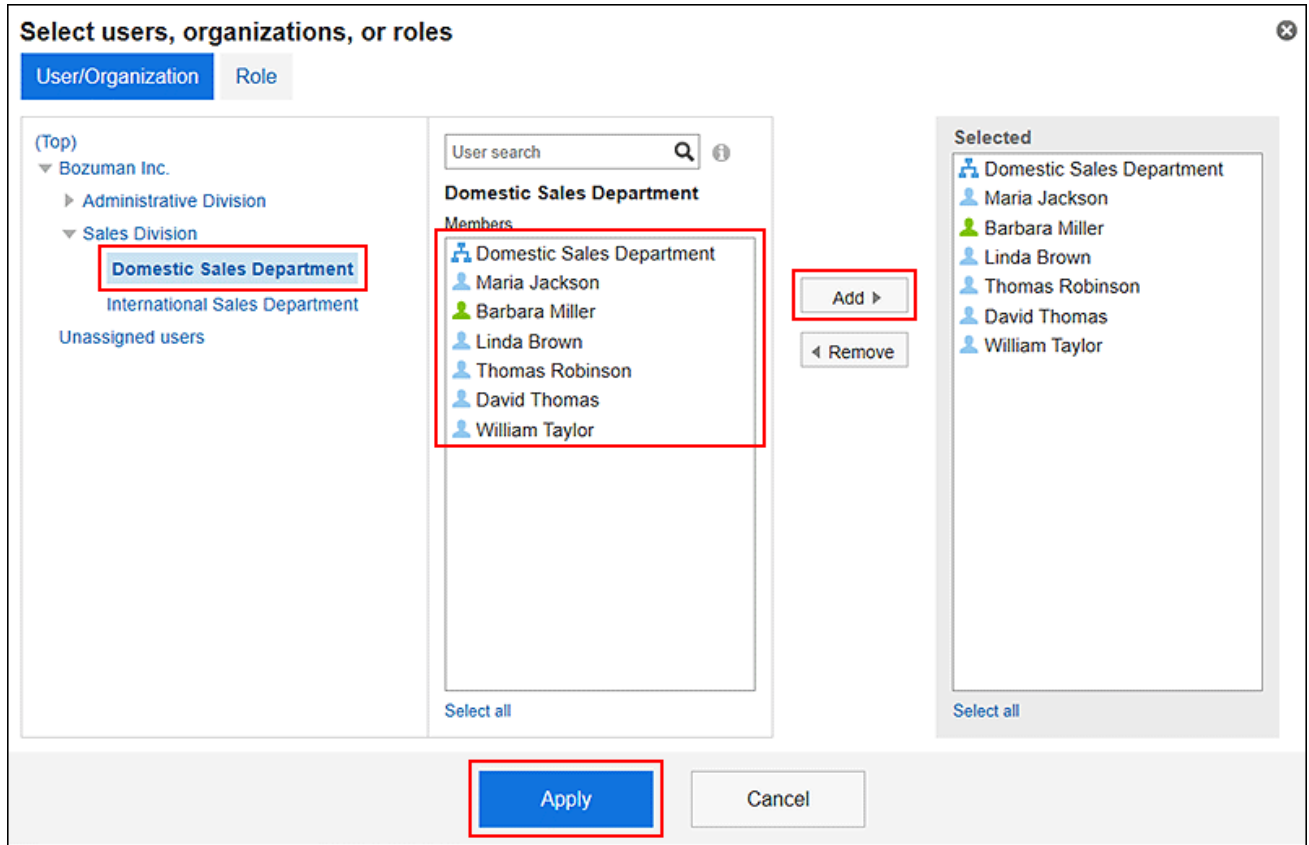 Select users, organizations, or roles
User/Organization
Role
(Top)
Bozuman Inc.
Administrative Division
Sales Division
Domestic Sales Department
International Sales Department
Unassigned users
User search
Domestic Sales Department
Members
Domestic Sales Department
Maria Jackson
Barbara Miller
Linda Brown
Thomas Robinson
David Thomas
William Taylor
Select all
Add
Remove
Selected
Domestic Sales Department
Maria Jackson
Barbara Miller
Linda Brown
Thomas Robinson
David Thomas
William Taylor
Select all
Apply
Cancel